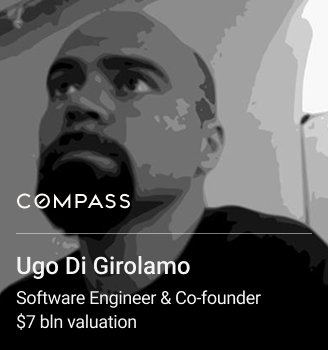 COMPASS
Ugo Di Girolamo
Software Engineer & Co-founder
$7 bln valuation